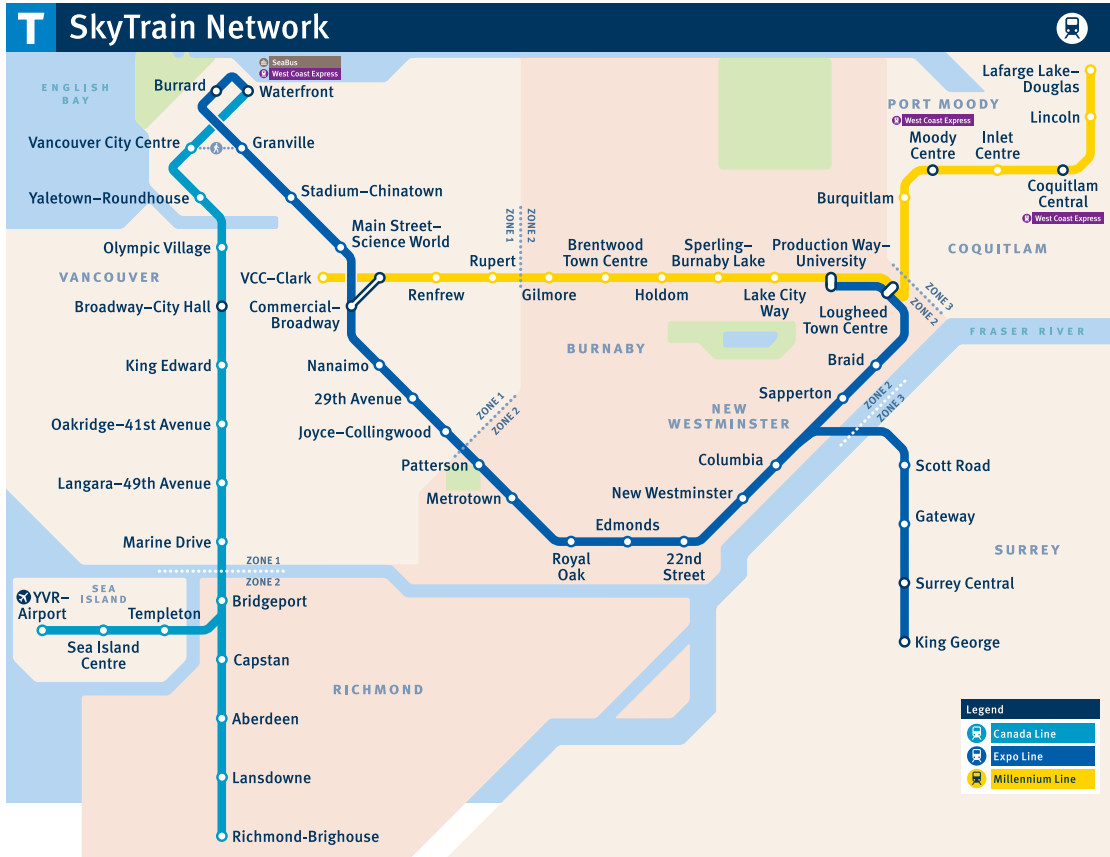 T SkyTrain Network
SeaBus
West Coast Express
ENGLISH
BAY
Burrard
Waterfront
Vancouver City Centre
Granville
Yaletown–Roundhouse
Stadium–Chinatown
Main Street–
Science World
Olympic Village
VANCOUVER
VCC–Clark
Broadway–City Hall
Commercial–
Broadway
Renfrew
Rupert
ZONE 1
ZONE 2
Gilmore
Brentwood
Town Centre
Holdom
Sperling–
Burnaby Lake
Lake City
Way
Production Way–
University
Lougheed
Town Centre
Burquitlam
PORT MOODY
West Coast Express
Moody
Centre
Inlet
Centre
Coquitlam
Central
West Coast Express
Lincoln
Lafarge Lake–
Douglas
COQUITLAM
ZONE 3
ZONE 2
FRASER RIVER
BURNABY
Braid
Sapperton
NEW
WESTMINSTER
ZONE 2
ZONE 3
Columbia
New Westminster
22nd
Street
Edmonds
Royal
Oak
Metrotown
Patterson
ZONE 1
ZONE 2
Joyce–Collingwood
29th Avenue
Nanaimo
King Edward
Oakridge–41st Avenue
Langara–49th Avenue
Marine Drive
ZONE 1
ZONE 2
SEA
ISLAND
YVR–
Airport
Sea Island
Centre
Templeton
Bridgeport
Capstan
Aberdeen
Lansdowne
Richmond-Brighouse
RICHMOND
Scott Road
Gateway
SURREY
Surrey Central
King George
Legend
Canada Line
Expo Line
Millennium Line